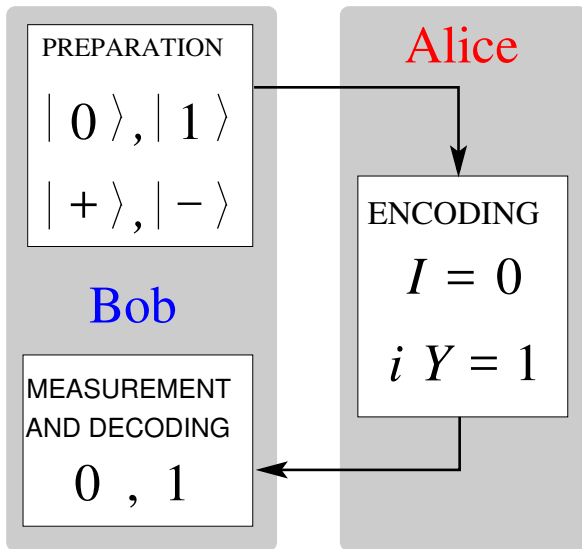 PREPARATION
| 0 ⟩, | 1 ⟩
| + ⟩, | − ⟩
Bob
MEASUREMENT
AND DECODING
0 , 1
Alice
ENCODING
I = 0
i Y = 1